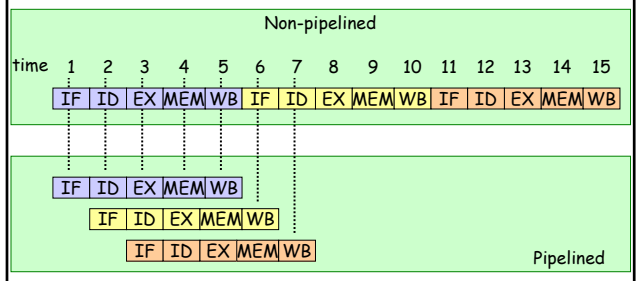 Non-pipelined
time 1 2 3 4 5 6 7 8 9 10 11 12 13 14 15
IF ID EX MEM WB IF ID EX MEM WB IF ID EX MEM WB
IF ID EX MEM WB
IF ID EX MEM WB
IF ID EX MEM WB
Pipelined